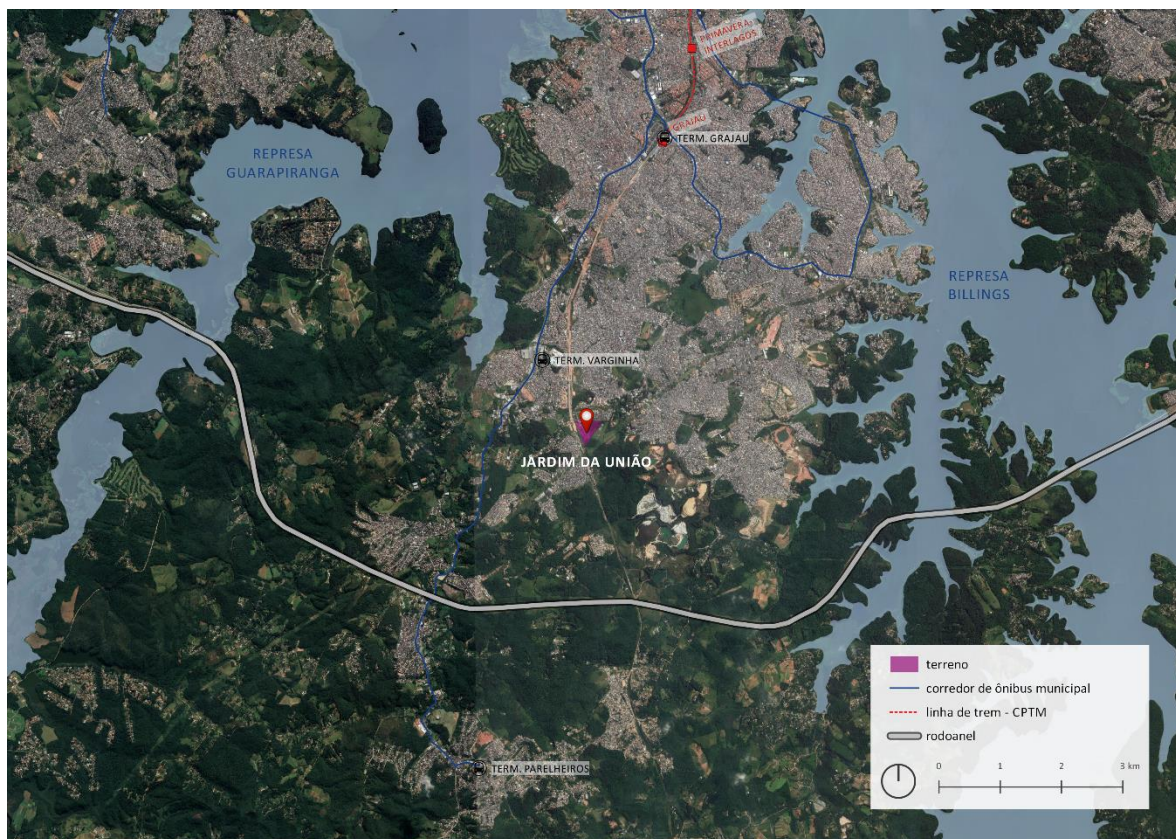 PRIMAVERA-
INTERLAGOS
GRAJAÚ
TERM. GRAJAÚ
REPRESA
GUARAPIRANGA
REPRESA
BILLINGS
TERM. VARGINHA
JARDIM DA UNIÃO
terreno
corredor de ônibus municipal
linha de trem - CPTM
rodoanel
0 1 2 3 km
TERM. PARELHEIROS